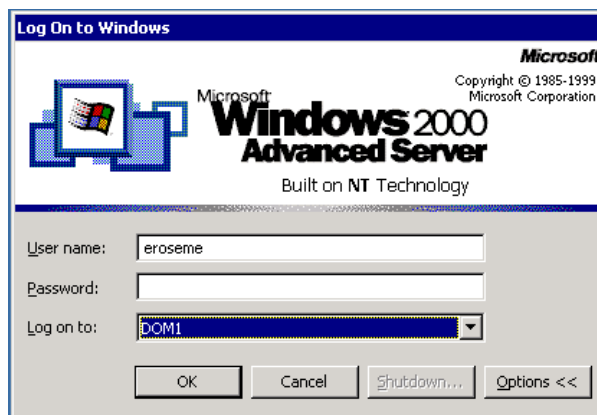 Log On to Windows
Microsoft
Copyright © 1985-1999
Microsoft Corporation
Microsoft
Windows 2000
Advanced Server
Built on NT Technology
User name: eroseme
Password:
Log on to: DOM1
OK Cancel Shutdown... Options <<